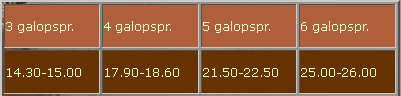 3 galopspr. 4 galopspr. 5 galopspr. 6 galopspr.
14.30-15.00 17.90-18.60 21.50-22.50 25.00-26.00